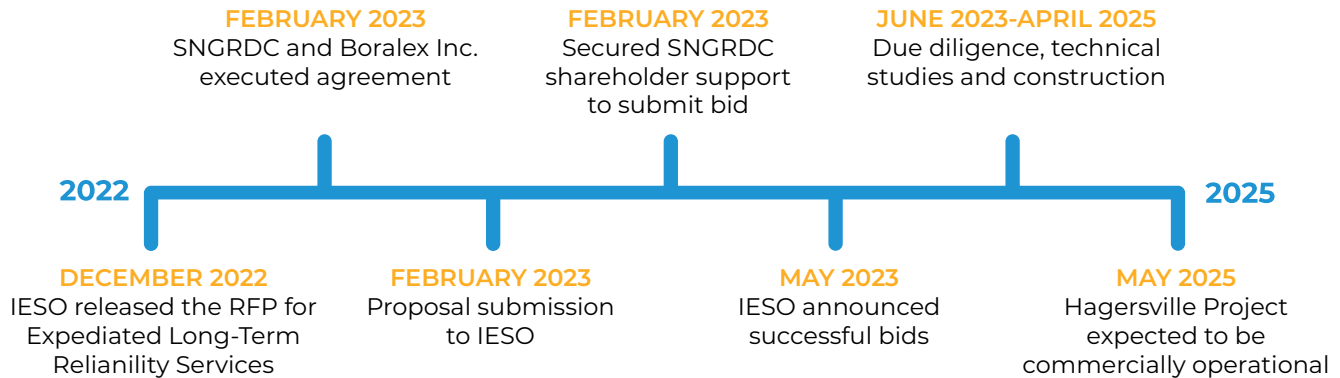 FEBRUARY 2023
SNGRDC and Boralex Inc.
executed agreement
FEBRUARY 2023
Secured SNGRDC
shareholder support
to submit bid
JUNE 2023-APRIL 2025
Due diligence, technical
studies and construction
2022
2025
DECEMBER 2022
IESO released the RFP for
Expediated Long-Term
Relianility Services
FEBRUARY 2023
Proposal submission
to IESO
MAY 2023
IESO announced
successful bids
MAY 2025
Hagersville Project
expected to be
commercially operational